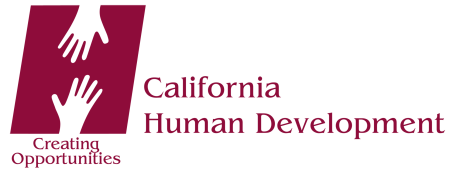 California
Human Development
Creating
Opportunities